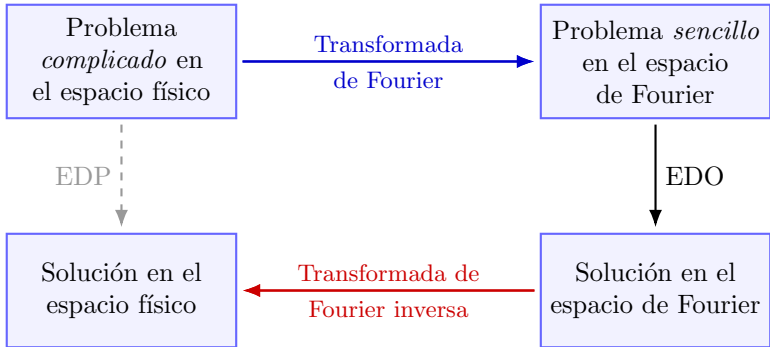 Problema
complicado en
el espacio físico
Transformada
de Fourier
Problema sencillo
en el espacio
de Fourier
EDP
EDO
Solución en el
espacio físico
Transformada de
Fourier inversa
Solución en el
espacio de Fourier